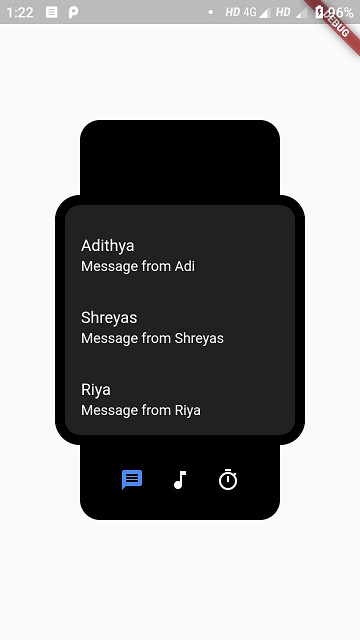 1:22 HD 4G HD 96%
DEBUG
Adithya
Message from Adi
Shreyas
Message from Shreyas
Riya
Message from Riya